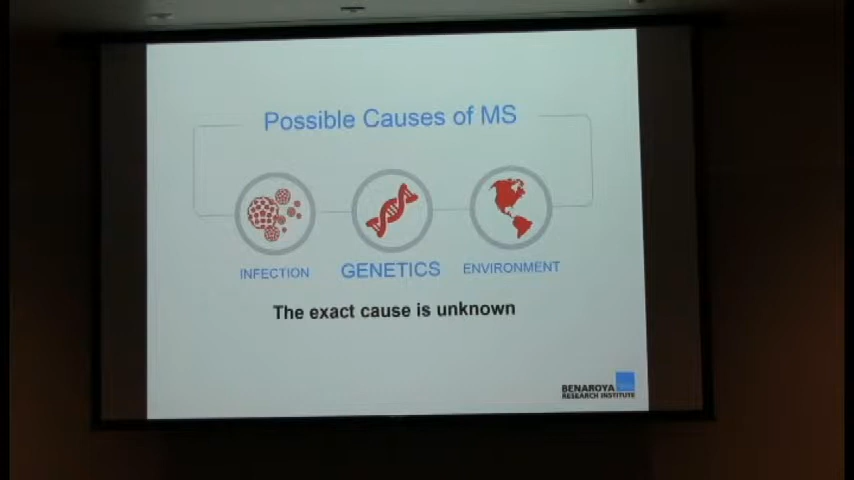 Possible Causes of MS
INFECTION
GENETICS
ENVIRONMENT
The exact cause is unknown
BENAROYA
RESEARCH INSTITUTE